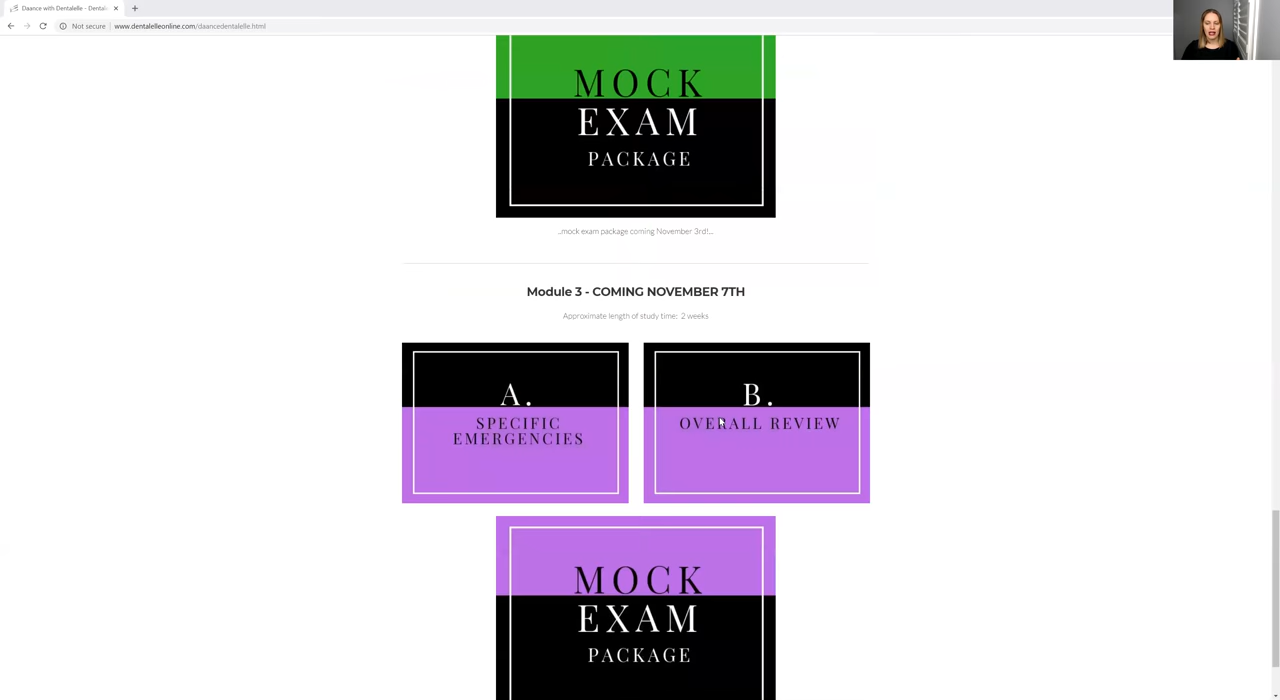 Daance with Dentalelle - Dentale
Not secure
www.dentalelleonline.com/daancedentalelle.html
MOCK
EXAM
PACKAGE
...mock exam package coming November 3rd!...
Module 3 - COMING NOVEMBER 7TH
Approximate length of study time: 2 weeks
A.
SPECIFIC
EMERGENCIES
B.
OVERALL REVIEW
MOCK
EXAM
PACKAGE